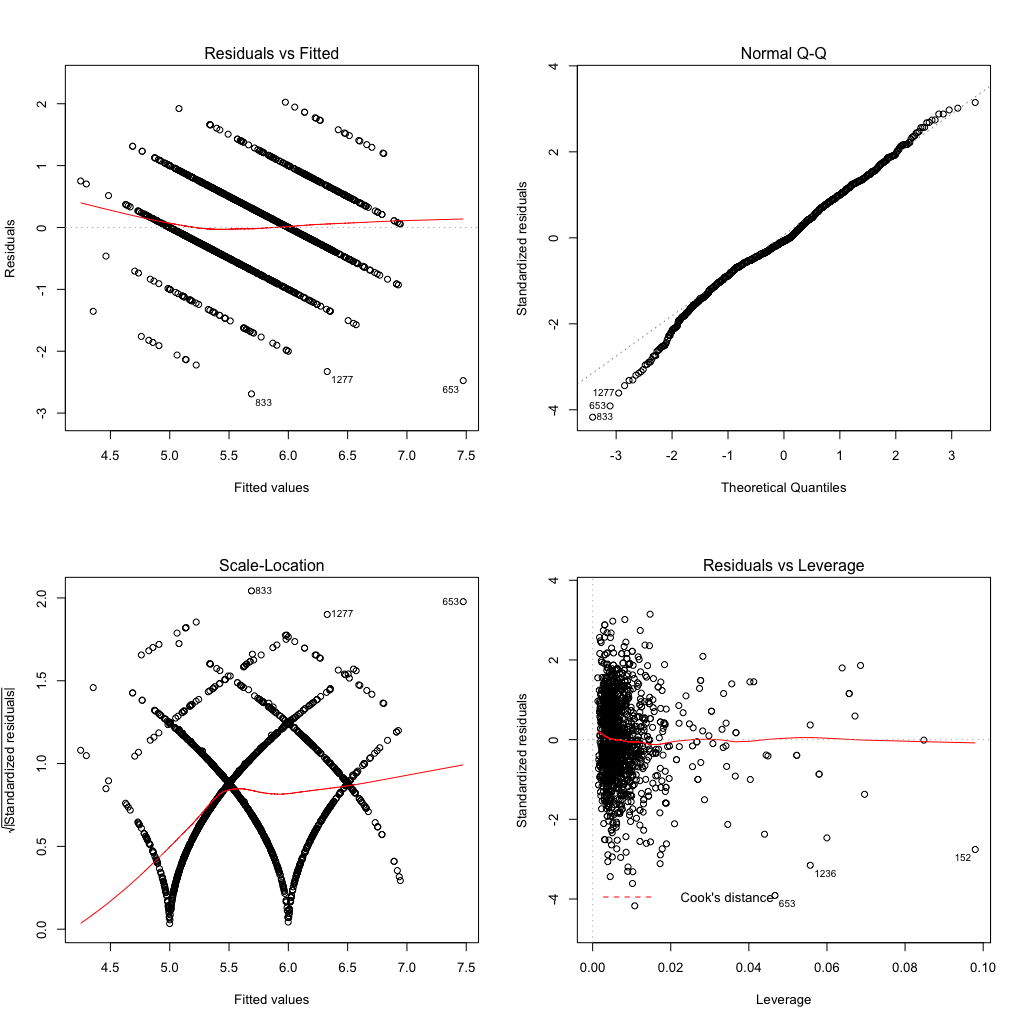 Residuals vs Fitted
2
1
0
-1
-2
-3
Residuals
1277
653
833
4.5 5.0 5.5 6.0 6.5 7.0 7.5
Fitted values
Normal Q-Q
4
2
0
-2
-4
Standardized residuals
1277
653
833
-3 -2 -1 0 1 2 3
Theoretical Quantiles
Scale-Location
2.0
1.5
1.0
0.5
0.0
√|Standardized residuals|
833
653
1277
4.5 5.0 5.5 6.0 6.5 7.0 7.5
Fitted values
Residuals vs Leverage
4
2
0
-2
-4
Standardized residuals
152
1236
Cook's distance
653
0.00 0.02 0.04 0.06 0.08 0.10
Leverage